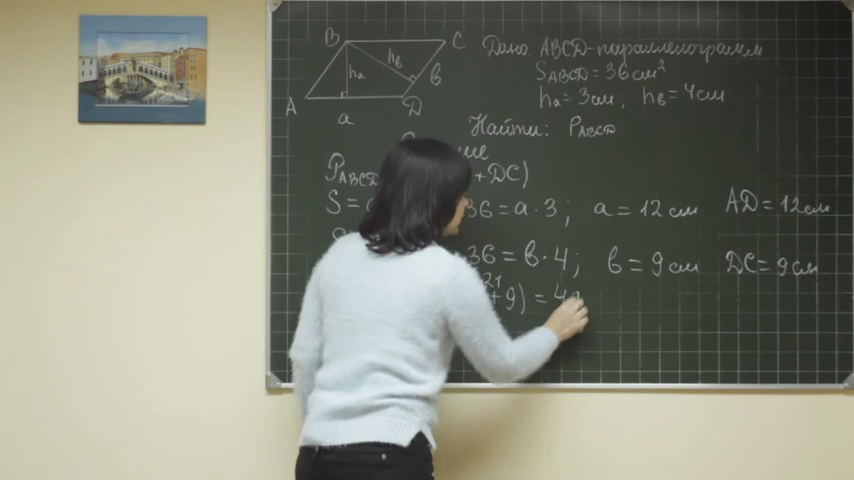 B C
ha hв в
A D
a
Дано: ABCD-параллелограмм
SABCD = 36 см²
ha = 3 см; hв = 4 см
Найти: PABCD
PABCD + DC)
S = 36 = a · 3; a = 12 см AD = 12 см
36 = в · 4; в = 9 см DC = 9 см
21
+ 9) = 4